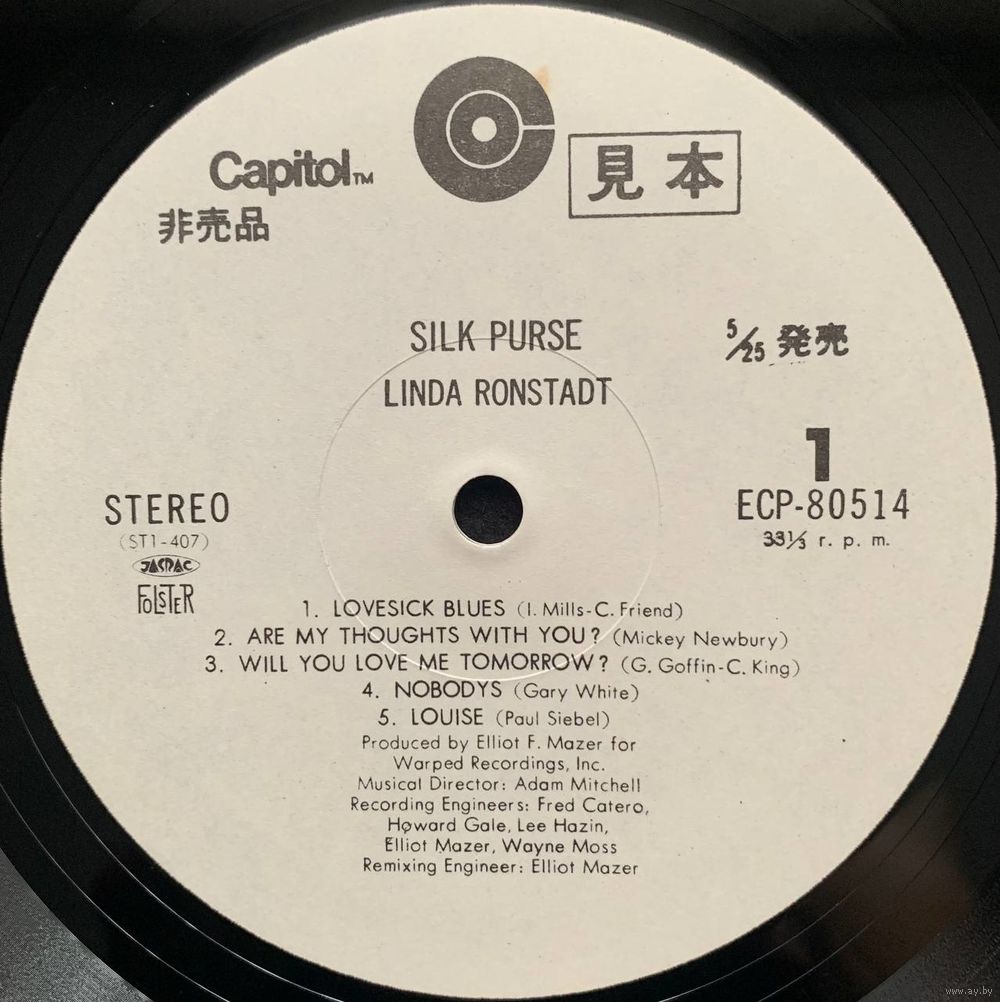 Capitol™
見本
非売品
SILK PURSE
5/25 発売
LINDA RONSTADT
1
STEREO
ECP-80514
(ST1-407)
33⅓ r. p. m.
JASRAC
FOLSTER
1. LOVESICK BLUES (I. Mills-C. Friend)
2. ARE MY THOUGHTS WITH YOU? (Mickey Newbury)
3. WILL YOU LOVE ME TOMORROW? (G. Goffin-C. King)
4. NOBODYS (Gary White)
5. LOUISE (Paul Siebel)
Produced by Elliot F. Mazer for
Warped Recordings, Inc.
Musical Director: Adam Mitchell
Recording Engineers: Fred Catero,
Howard Gale, Lee Hazin,
Elliot Mazer, Wayne Moss
Remixing Engineer: Elliot Mazer
www.ay.by